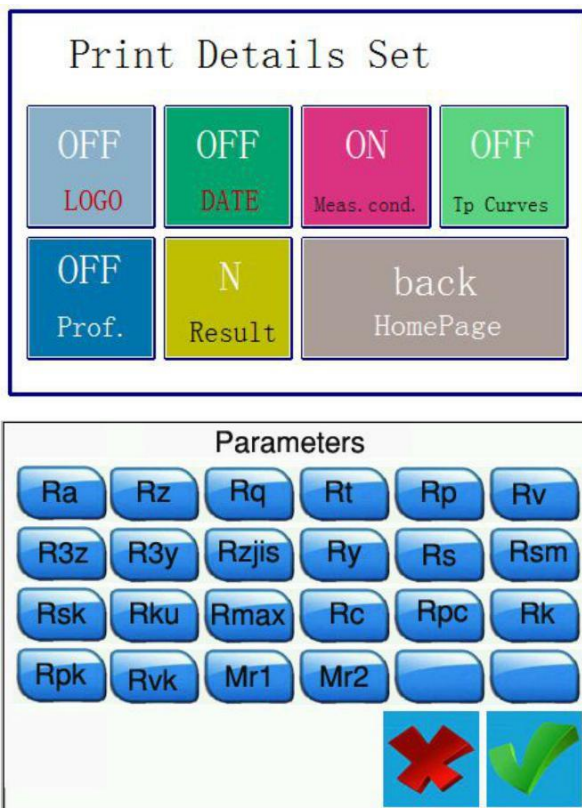 Print Details Set
OFF OFF ON OFF
LOGO DATE Meas.cond. Tp Curves
OFF N back
Prof. Result HomePage
Parameters
Ra Rz Rq Rt Rp Rv
R3z R3y Rzjis Ry Rs Rsm
Rsk Rku Rmax Rc Rpc Rk
Rpk Rvk Mr1 Mr2